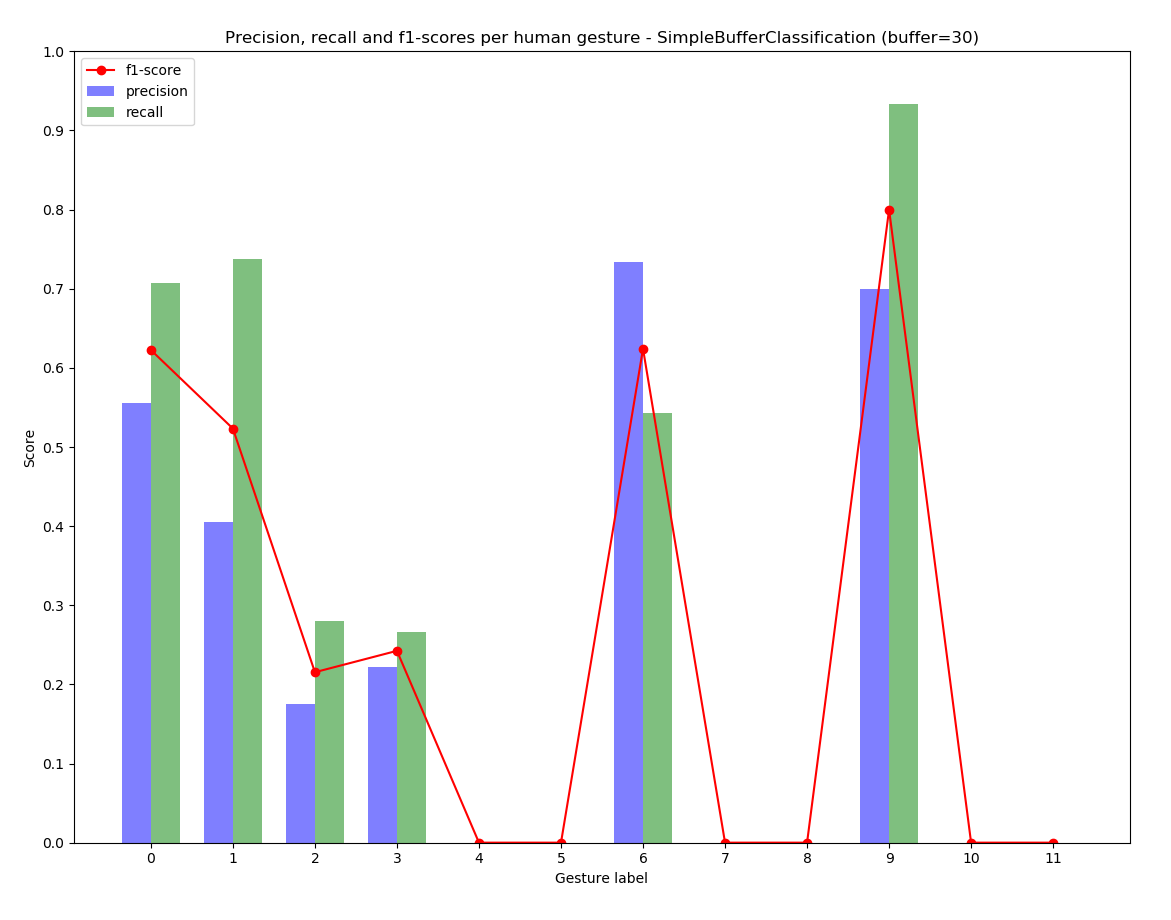 Precision, recall and f1-scores per human gesture - SimpleBufferClassification (buffer=30)
f1-score
precision
recall
1.0
0.9
0.8
0.7
0.6
0.5
0.4
0.3
0.2
0.1
0.0
Score
0 1 2 3 4 5 6 7 8 9 10 11
Gesture label